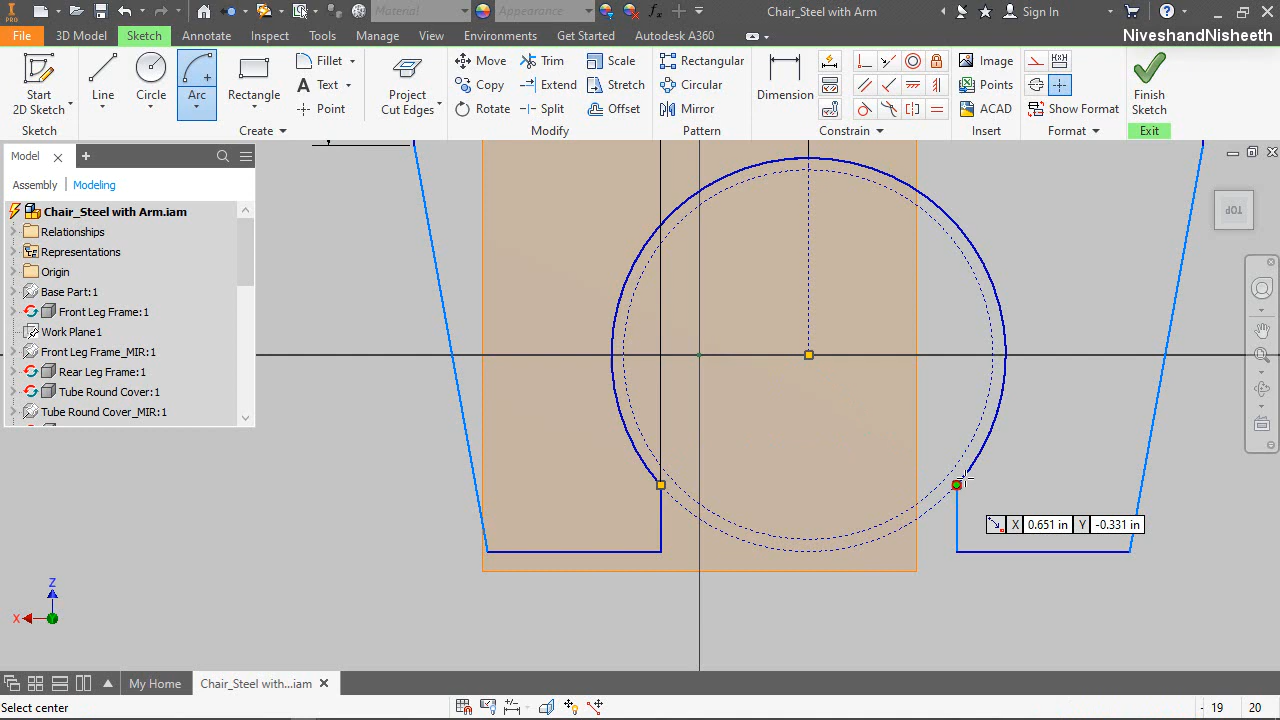 Material
Appearance
Chair_Steel with Arm
Sign In
PRO
File
3D Model
Sketch
Annotate
Inspect
Tools
Manage
View
Environments
Get Started
Autodesk A360
NiveshandNisheeth
Start
2D Sketch
Line
Circle
Arc
Rectangle
Fillet
Text
Point
Project
Cut Edges
Move
Copy
Rotate
Trim
Extend
Split
Scale
Stretch
Offset
Rectangular
Circular
Mirror
Dimension
Image
Points
ACAD
Show Format
Finish
Sketch
Sketch
Create
Modify
Pattern
Constrain
Insert
Format
Exit
Model
Assembly
Modeling
Chair_Steel with Arm.iam
Relationships
Representations
Origin
Base Part:1
Front Leg Frame:1
Work Plane1
Front Leg Frame_MIR:1
Rear Leg Frame:1
Tube Round Cover:1
Tube Round Cover_MIR:1
TOP
X 0.651 in Y -0.331 in
Z
X
Y
My Home
Chair_Steel with...iam
Select center
19
20